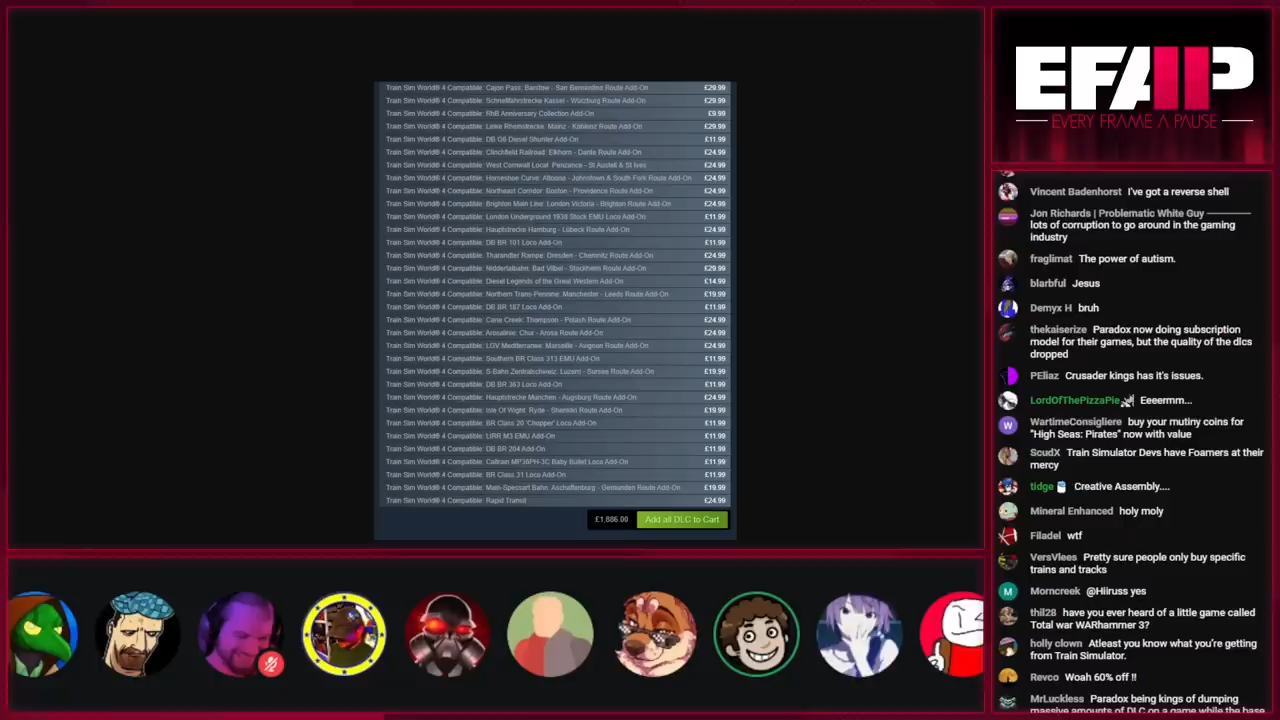 Train Sim World® 4 Compatible: Cajon Pass: Barstow - San Bernardino Route Add-On £29.99
Train Sim World® 4 Compatible: Schnellfahrstrecke Kassel - Würzburg Route Add-On £29.99
Train Sim World® 4 Compatible: RhB Anniversary Collection Add-On £9.99
Train Sim World® 4 Compatible: Linke Rheinstrecke: Mainz - Koblenz Route Add-On £29.99
Train Sim World® 4 Compatible: DB G6 Diesel Shunter Add-On £11.99
Train Sim World® 4 Compatible: Clinchfield Railroad: Elkhorn - Dante Route Add-On £24.99
Train Sim World® 4 Compatible: West Cornwall Local: Penzance - St Austell & St Ives £24.99
Train Sim World® 4 Compatible: Horseshoe Curve: Altoona - Johnstown & South Fork Route Add-On £24.99
Train Sim World® 4 Compatible: Northeast Corridor: Boston - Providence Route Add-On £24.99
Train Sim World® 4 Compatible: Brighton Main Line: London Victoria - Brighton Route Add-On £24.99
Train Sim World® 4 Compatible: London Underground 1938 Stock EMU Loco Add-On £11.99
Train Sim World® 4 Compatible: Hauptstrecke Hamburg - Lübeck Route Add-On £24.99
Train Sim World® 4 Compatible: DB BR 101 Loco Add-On £11.99
Train Sim World® 4 Compatible: Tharandter Rampe: Dresden - Chemnitz Route Add-On £24.99
Train Sim World® 4 Compatible: Niddertalbahn: Bad Vilbel - Stockheim Route Add-On £29.99
Train Sim World® 4 Compatible: Diesel Legends of the Great Western Add-On £14.99
Train Sim World® 4 Compatible: Northern Trans-Pennine: Manchester - Leeds Route Add-On £19.99
Train Sim World® 4 Compatible: DB BR 187 Loco Add-On £11.99
Train Sim World® 4 Compatible: Cane Creek: Thompson - Potash Route Add-On £24.99
Train Sim World® 4 Compatible: Arosalinie: Chur - Arosa Route Add-On £24.99
Train Sim World® 4 Compatible: LGV Méditerranée: Marseille - Avignon Route Add-On £24.99
Train Sim World® 4 Compatible: Southern BR Class 313 EMU Add-On £11.99
Train Sim World® 4 Compatible: S-Bahn Zentralschweiz: Luzern - Sursee Route Add-On £19.99
Train Sim World® 4 Compatible: DB BR 363 Loco Add-On £11.99
Train Sim World® 4 Compatible: Hauptstrecke München - Augsburg Route Add-On £24.99
Train Sim World® 4 Compatible: Isle Of Wight: Ryde - Shanklin Route Add-On £19.99
Train Sim World® 4 Compatible: BR Class 20 'Chopper' Loco Add-On £11.99
Train Sim World® 4 Compatible: LIRR M3 EMU Add-On £11.99
Train Sim World® 4 Compatible: DB BR 204 Add-On £11.99
Train Sim World® 4 Compatible: Caltrain MP36PH-3C Baby Bullet Loco Add-On £11.99
Train Sim World® 4 Compatible: BR Class 31 Loco Add-On £11.99
Train Sim World® 4 Compatible: Main-Spessart Bahn: Aschaffenburg - Gemünden Route Add-On £19.99
Train Sim World® 4 Compatible: Rapid Transit £24.99
£1,886.00 Add all DLC to Cart
EFAP
EVERY FRAME A PAUSE
Vincent Badenhorst I've got a reverse shell
Jon Richards | Problematic White Guy
lots of corruption to go around in the gaming
industry
fraglimat The power of autism.
blarbful Jesus
Demyx H bruh
thekaiserize Paradox now doing subscription
model for their games, but the quality of the dlcs
dropped
PEliaz Crusader kings has it's issues.
LordOfThePizzaPie Eeeermm...
WartimeConsigliere buy your mutiny coins for
"High Seas: Pirates" now with value
ScudX Train Simulator Devs have Foamers at their
mercy
tidge Creative Assembly....
Mineral Enhanced holy moly
Filadel wtf
VersVlees Pretty sure people only buy specific
trains and tracks
M Morncreek @Hiiruss yes
thil28 have you ever heard of a little game called
Total war WARhammer 3?
holly clown Atleast you know what you're getting
from Train Simulator.
Revco Woah 60% off !!
MrLuckless Paradox being kings of dumping
massive amounts of DLC on a game while the base